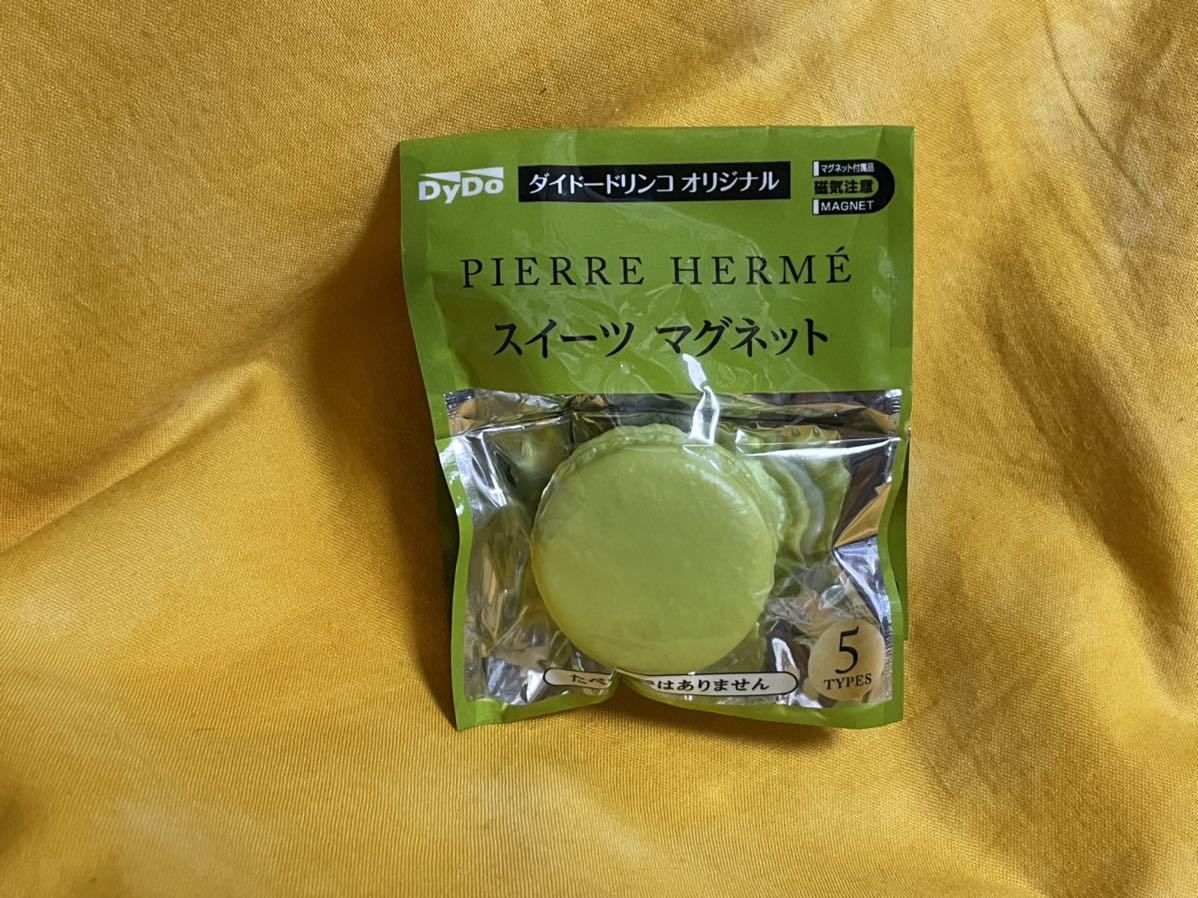 DyDo
ダイドードリンコ オリジナル
マグネット付属品
磁気注意
MAGNET
PIERRE HERMÉ
スイーツ マグネット
5
TYPES
たべ はありません